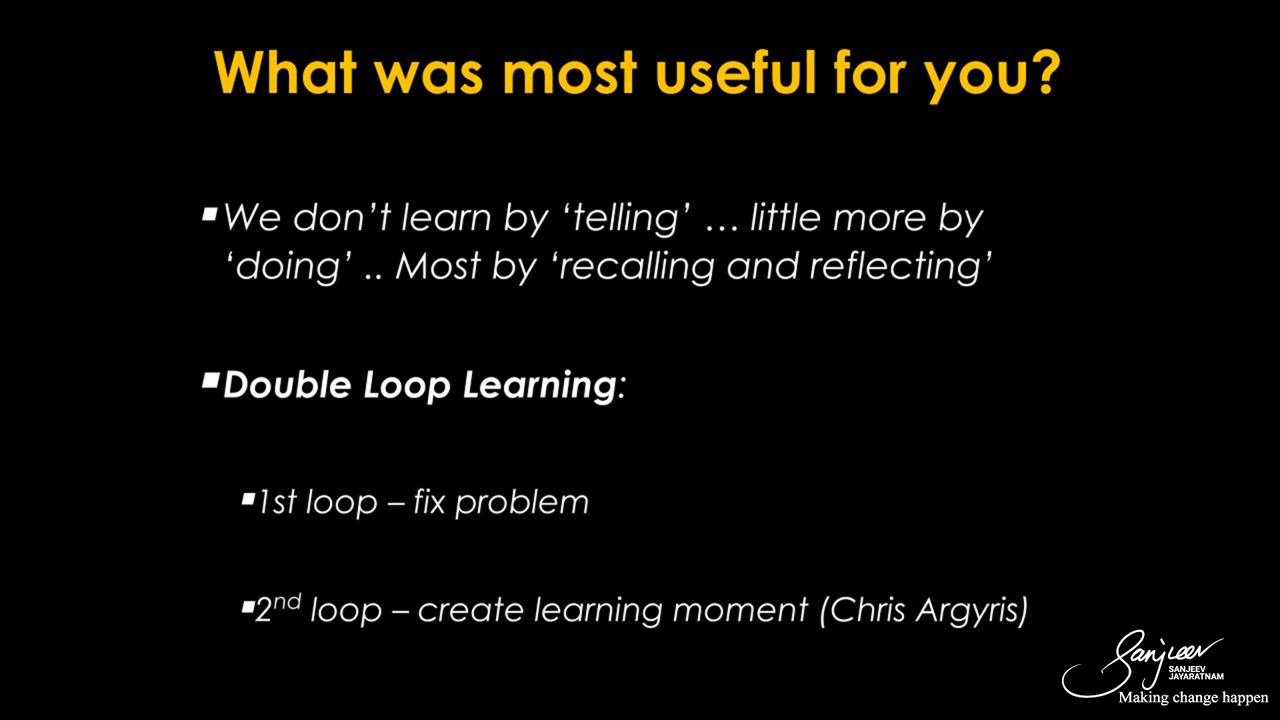 What was most useful for you?
▪We don’t learn by ‘telling’ … little more by
‘doing’ .. Most by ‘recalling and reflecting’
▪Double Loop Learning:
▪1st loop – fix problem
▪2nd loop – create learning moment (Chris Argyris)
Sanjeev
SANJEEV
JAYARATNAM
Making change happen